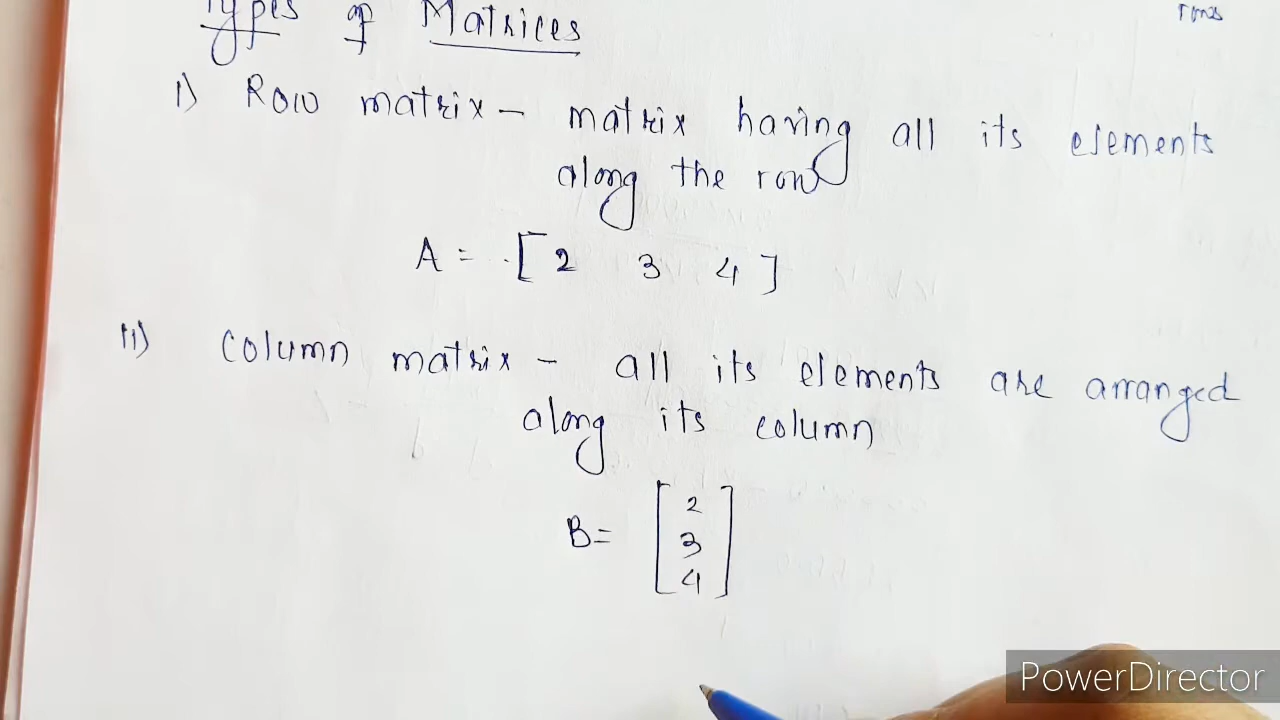 Types of Matrices
rows
i) Row matrix - matrix having all its elements
along the row
A = [ 2 3 4 ]
ii) Column matrix - all its elements are arranged
along its column
B = [ 2
3
4 ]
PowerDirector